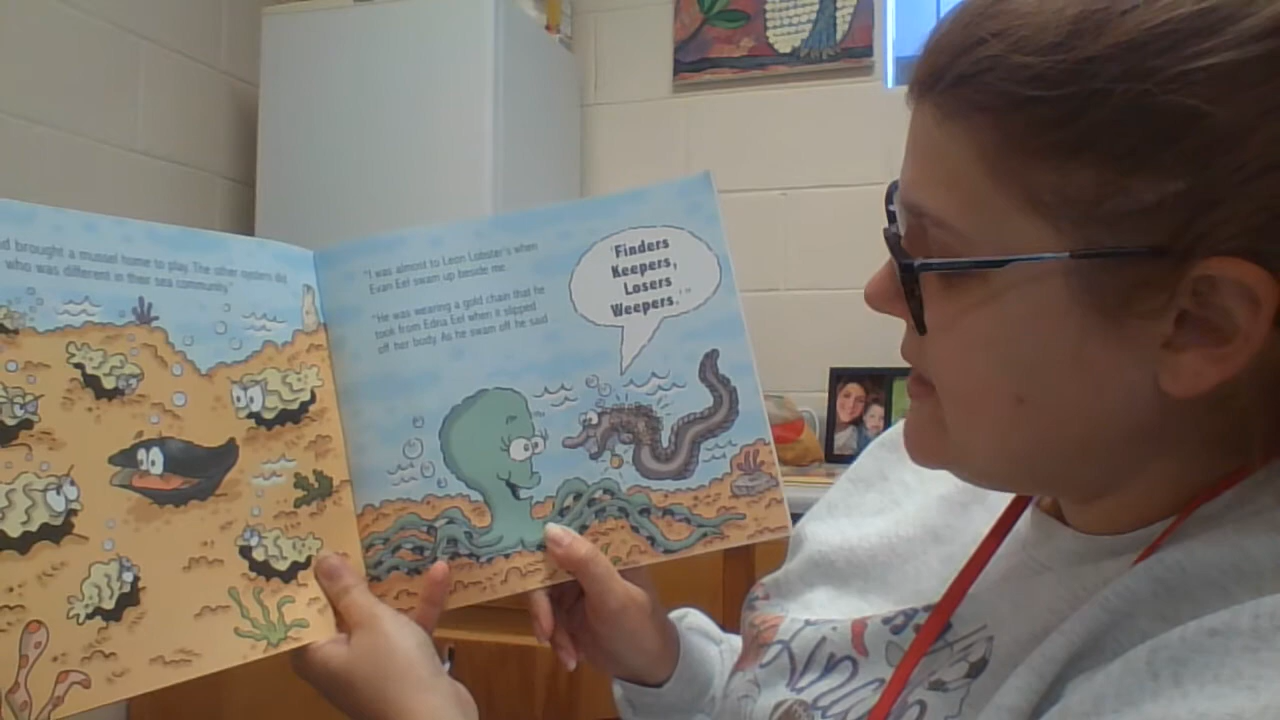 d brought a mussel home to play. The other oysters did
who was different in their sea community."
"I was almost to Leon Lobster's when
Evan Eel swam up beside me.
"He was wearing a gold chain that he
took from Edna Eel when it slipped
off her body. As he swam off he said
'Finders
Keepers,
Losers
Weepers.'"
Kinder